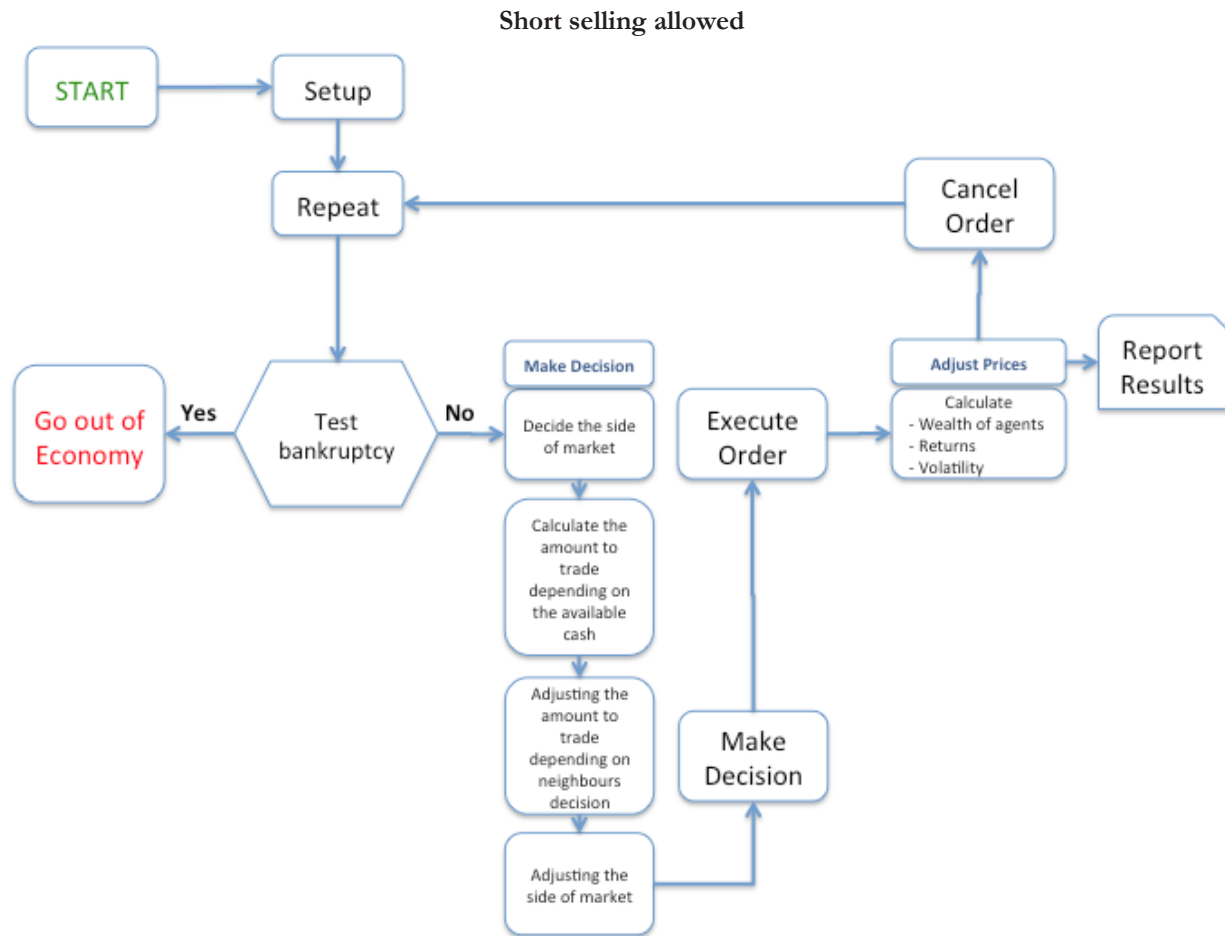 Short selling allowed
START
Setup
Repeat
Cancel
Order
Test
bankruptcy
Yes
Go out of
Economy
No
Make Decision
Decide the side
of market
Calculate the
amount to
trade
depending on
the available
cash
Adjusting the
amount to
trade
depending on
neighbours
decision
Adjusting the
side of market
Make
Decision
Execute
Order
Adjust Prices
Calculate
- Wealth of agents
- Returns
- Volatility
Report
Results